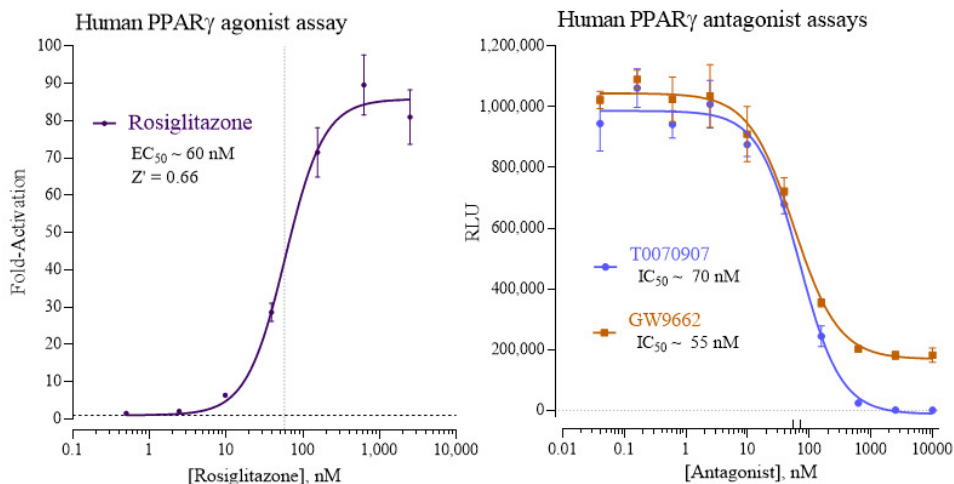 Human PPARγ agonist assay
100
90
80
70
60
50
40
30
20
10
0
Fold-Activation
Rosiglitazone
EC50 ~ 60 nM
Z' = 0.66
0.1
1
10
100
1,000
10,000
[Rosiglitazone], nM
Human PPARγ antagonist assays
1,200,000
1,000,000
800,000
600,000
400,000
200,000
0
RLU
T0070907
IC50 ~ 70 nM
GW9662
IC50 ~ 55 nM
0.01
0.1
1
10
100
1000
10000
[Antagonist], nM